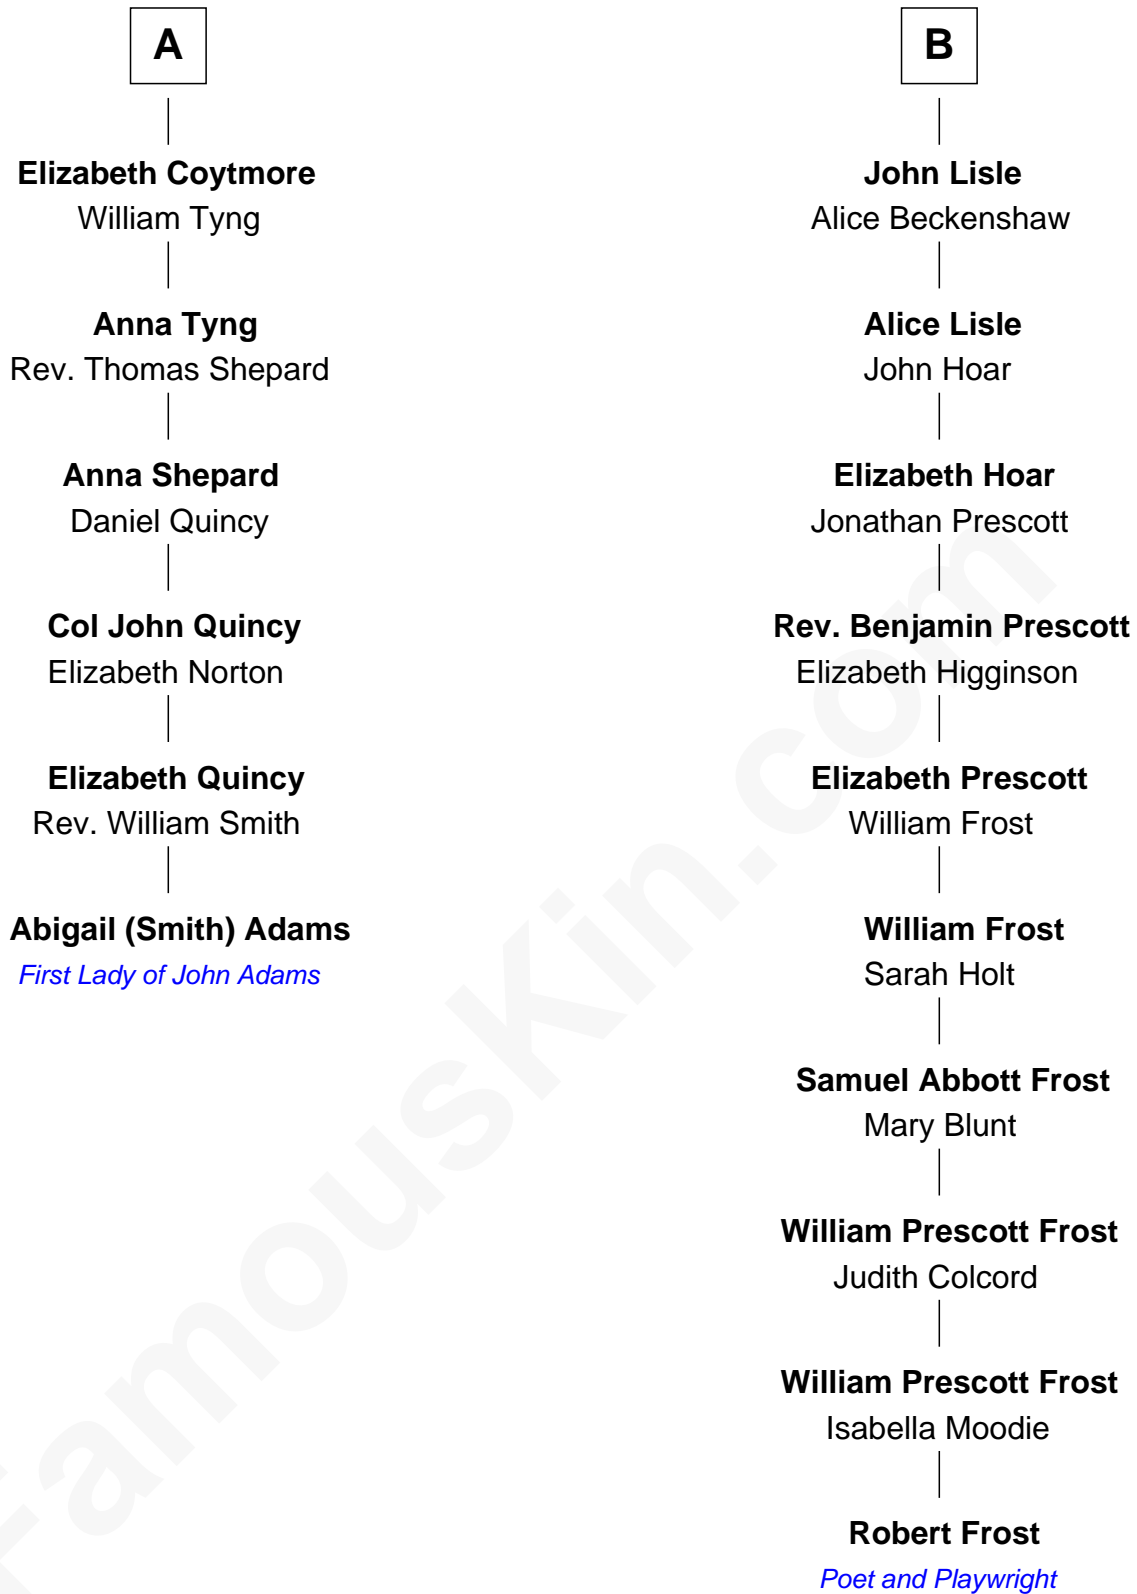 A
Elizabeth Coytmore
William Tyng
Anna Tyng
Rev. Thomas Shepard
Anna Shepard
Daniel Quincy
Col John Quincy
Elizabeth Norton
Elizabeth Quincy
Rev. William Smith
Abigail (Smith) Adams
First Lady of John Adams
B
John Lisle
Alice Beckenshaw
Alice Lisle
John Hoar
Elizabeth Hoar
Jonathan Prescott
Rev. Benjamin Prescott
Elizabeth Higginson
Elizabeth Prescott
William Frost
William Frost
Sarah Holt
Samuel Abbott Frost
Mary Blunt
William Prescott Frost
Judith Colcord
William Prescott Frost
Isabella Moodie
Robert Frost
Poet and Playwright
FamousKin.com